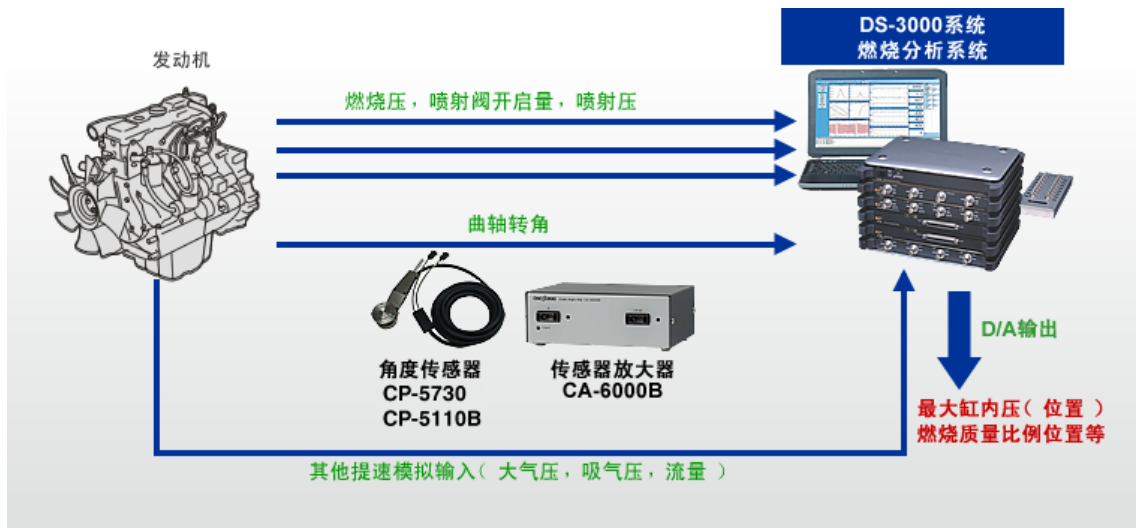 DS-3000系统
燃烧分析系统
发动机
燃烧压，喷射阀开启量，喷射压
曲轴转角
角度传感器
CP-5730
CP-5110B
传感器放大器
CA-6000B
D/A输出
最大缸内压（ 位置 ）
燃烧质量比例位置等
其他提速模拟输入（ 大气压，吸气压，流量 ）